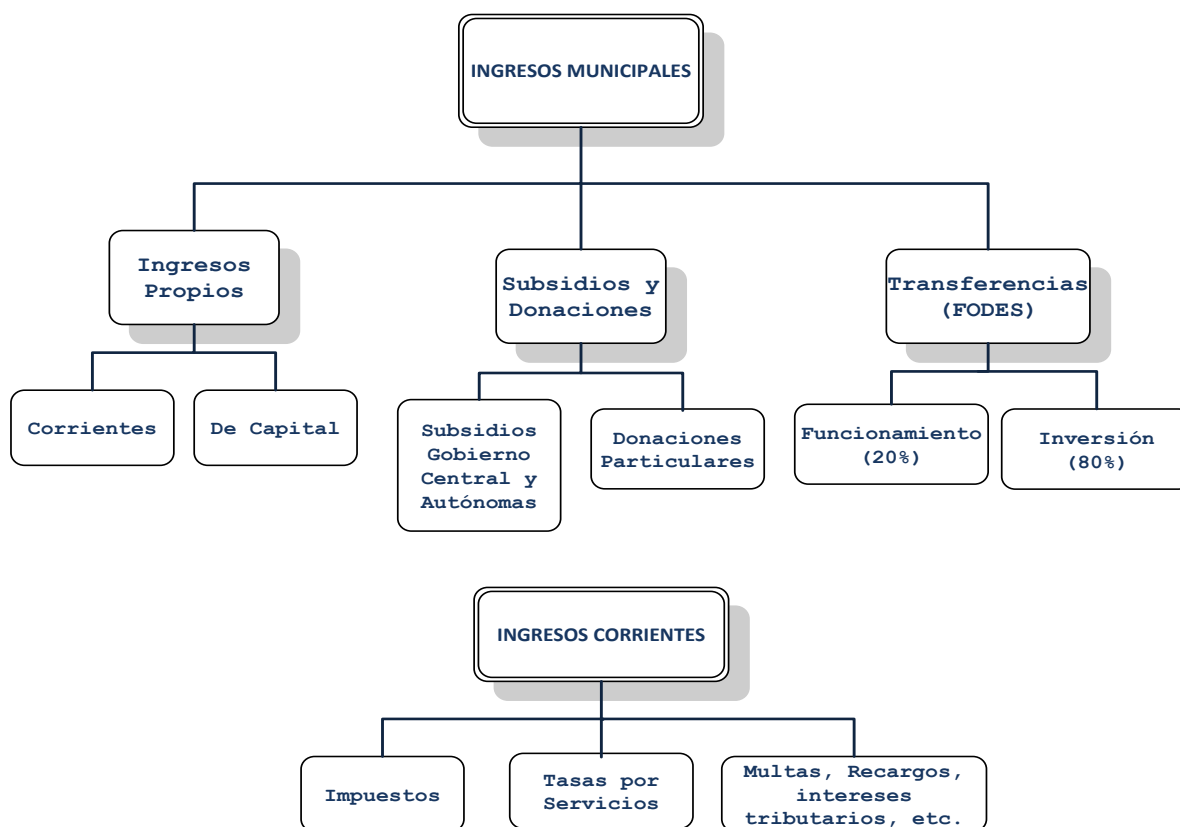 INGRESOS MUNICIPALES
Ingresos
Propios
Subsidios y
Donaciones
Transferencias
(FODES)
Corrientes
De Capital
Subsidios
Gobierno
Central y
Autónomas
Donaciones
Particulares
Funcionamiento
(20%)
Inversión
(80%)
INGRESOS CORRIENTES
Impuestos
Tasas por
Servicios
Multas, Recargos,
intereses
tributarios, etc.